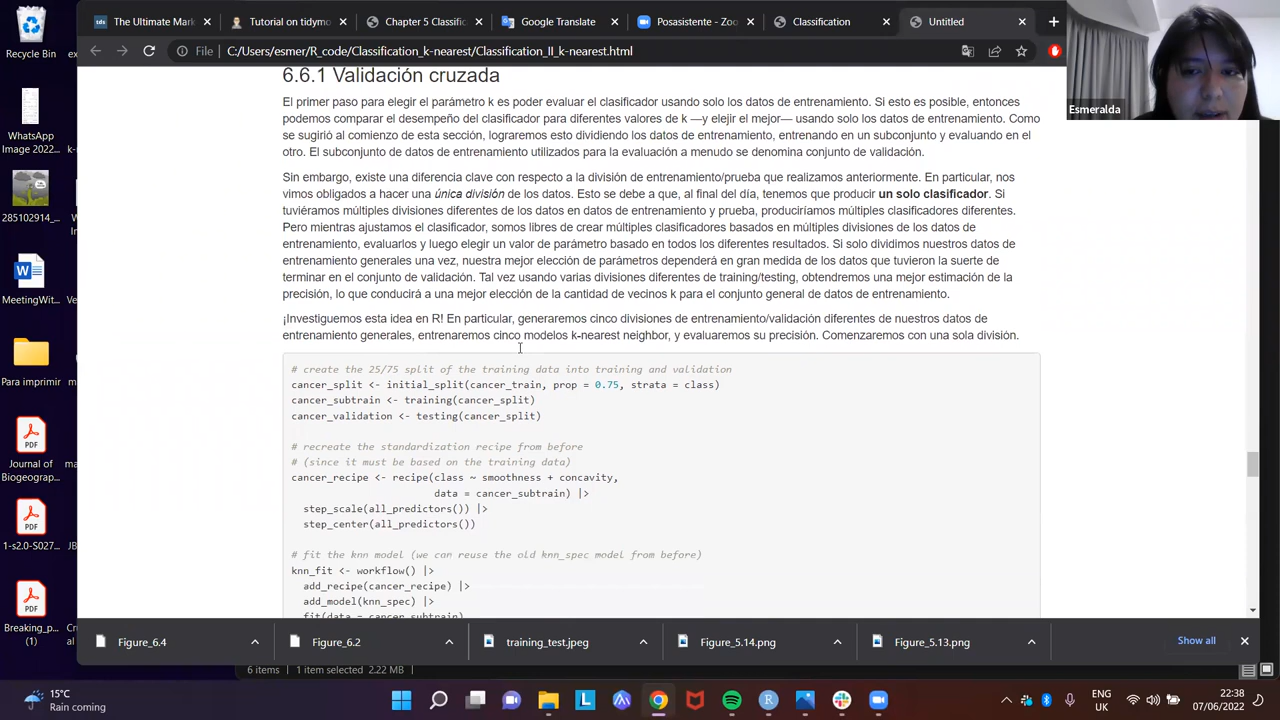 The Ultimate Mark
Tutorial on tidymo
Chapter 5 Classific
Google Translate
Posasistente - Zo
Classification
Untitled
File
C:/Users/esmer/R_code/Classification_k-nearest/Classification_II_k-nearest.html
Esmeralda
Recycle Bin
WhatsApp
Image 2022...
285102914_...
MeetingWit...
Para imprimir
PDF
Journal of
Biogeograp...
PDF
1-s2.0-S027...
PDF
Breaking_p...
(1)
6.6.1 Validación cruzada
El primer paso para elegir el parámetro k es poder evaluar el clasificador usando solo los datos de entrenamiento. Si esto es posible, entonces
podemos comparar el desempeño del clasificador para diferentes valores de k —y elejir el mejor— usando solo los datos de entrenamiento. Como
se sugirió al comienzo de esta sección, lograremos esto dividiendo los datos de entrenamiento, entrenando en un subconjunto y evaluando en el
otro. El subconjunto de datos de entrenamiento utilizados para la evaluación a menudo se denomina conjunto de validación.
Sin embargo, existe una diferencia clave con respecto a la división de entrenamiento/prueba que realizamos anteriormente. En particular, nos
vimos obligados a hacer una única división de los datos. Esto se debe a que, al final del día, tenemos que producir un solo clasificador. Si
tuviéramos múltiples divisiones diferentes de los datos en datos de entrenamiento y prueba, produciríamos múltiples clasificadores diferentes.
Pero mientras ajustamos el clasificador, somos libres de crear múltiples clasificadores basados en múltiples divisiones de los datos de
entrenamiento, evaluarlos y luego elegir un valor de parámetro basado en todos los diferentes resultados. Si solo dividimos nuestros datos de
entrenamiento generales una vez, nuestra mejor elección de parámetros dependerá en gran medida de los datos que tuvieron la suerte de
terminar en el conjunto de validación. Tal vez usando varias divisiones diferentes de training/testing, obtendremos una mejor estimación de la
precisión, lo que conducirá a una mejor elección de la cantidad de vecinos k para el conjunto general de datos de entrenamiento.
¡Investiguemos esta idea en R! En particular, generaremos cinco divisiones de entrenamiento/validación diferentes de nuestros datos de
entrenamiento generales, entrenaremos cinco modelos k-nearest neighbor, y evaluaremos su precisión. Comenzaremos con una sola división.
# create the 25/75 split of the training data into training and validation
cancer_split <- initial_split(cancer_train, prop = 0.75, strata = class)
cancer_subtrain <- training(cancer_split)
cancer_validation <- testing(cancer_split)
# recreate the standardization recipe from before
# (since it must be based on the training data)
cancer_recipe <- recipe(class ~ smoothness + concavity,
data = cancer_subtrain) |>
step_scale(all_predictors()) |>
step_center(all_predictors())
# fit the knn model (we can reuse the old knn_spec model from before)
knn_fit <- workflow() |>
add_recipe(cancer_recipe) |>
add_model(knn_spec) |>
fit(data = cancer_subtrain)
Figure_6.4
Figure_6.2
training_test.jpeg
Figure_5.14.png
Figure_5.13.png
Show all
6 items
1 item selected 2.22 MB
15°C
Rain coming
ENG
UK
22:38
07/06/2022